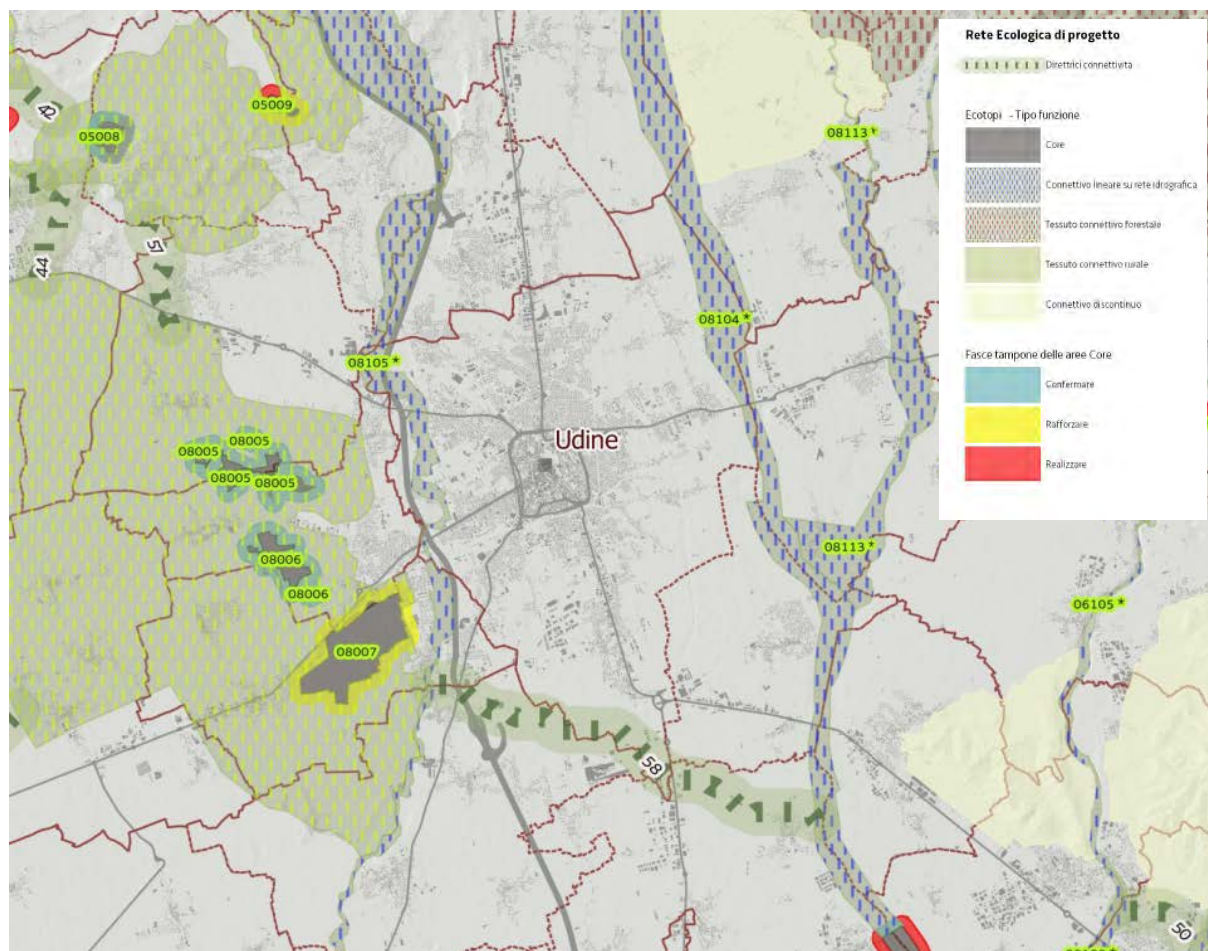 Rete Ecologica di progetto
Direttrici connettività
Ecotopi - Tipo funzione
Core
Connettivo lineare su rete idrografica
Tessuto connettivo forestale
Tessuto connettivo rurale
Connettivo discontinuo
Fasce tampone delle aree Core
Confermare
Rafforzare
Realizzare
42
05009
05008
08113 *
57
44
08104 *
08105 *
Udine
08005
08005
08005
08005
08113 *
08006
08006
06105 *
08007
58
50